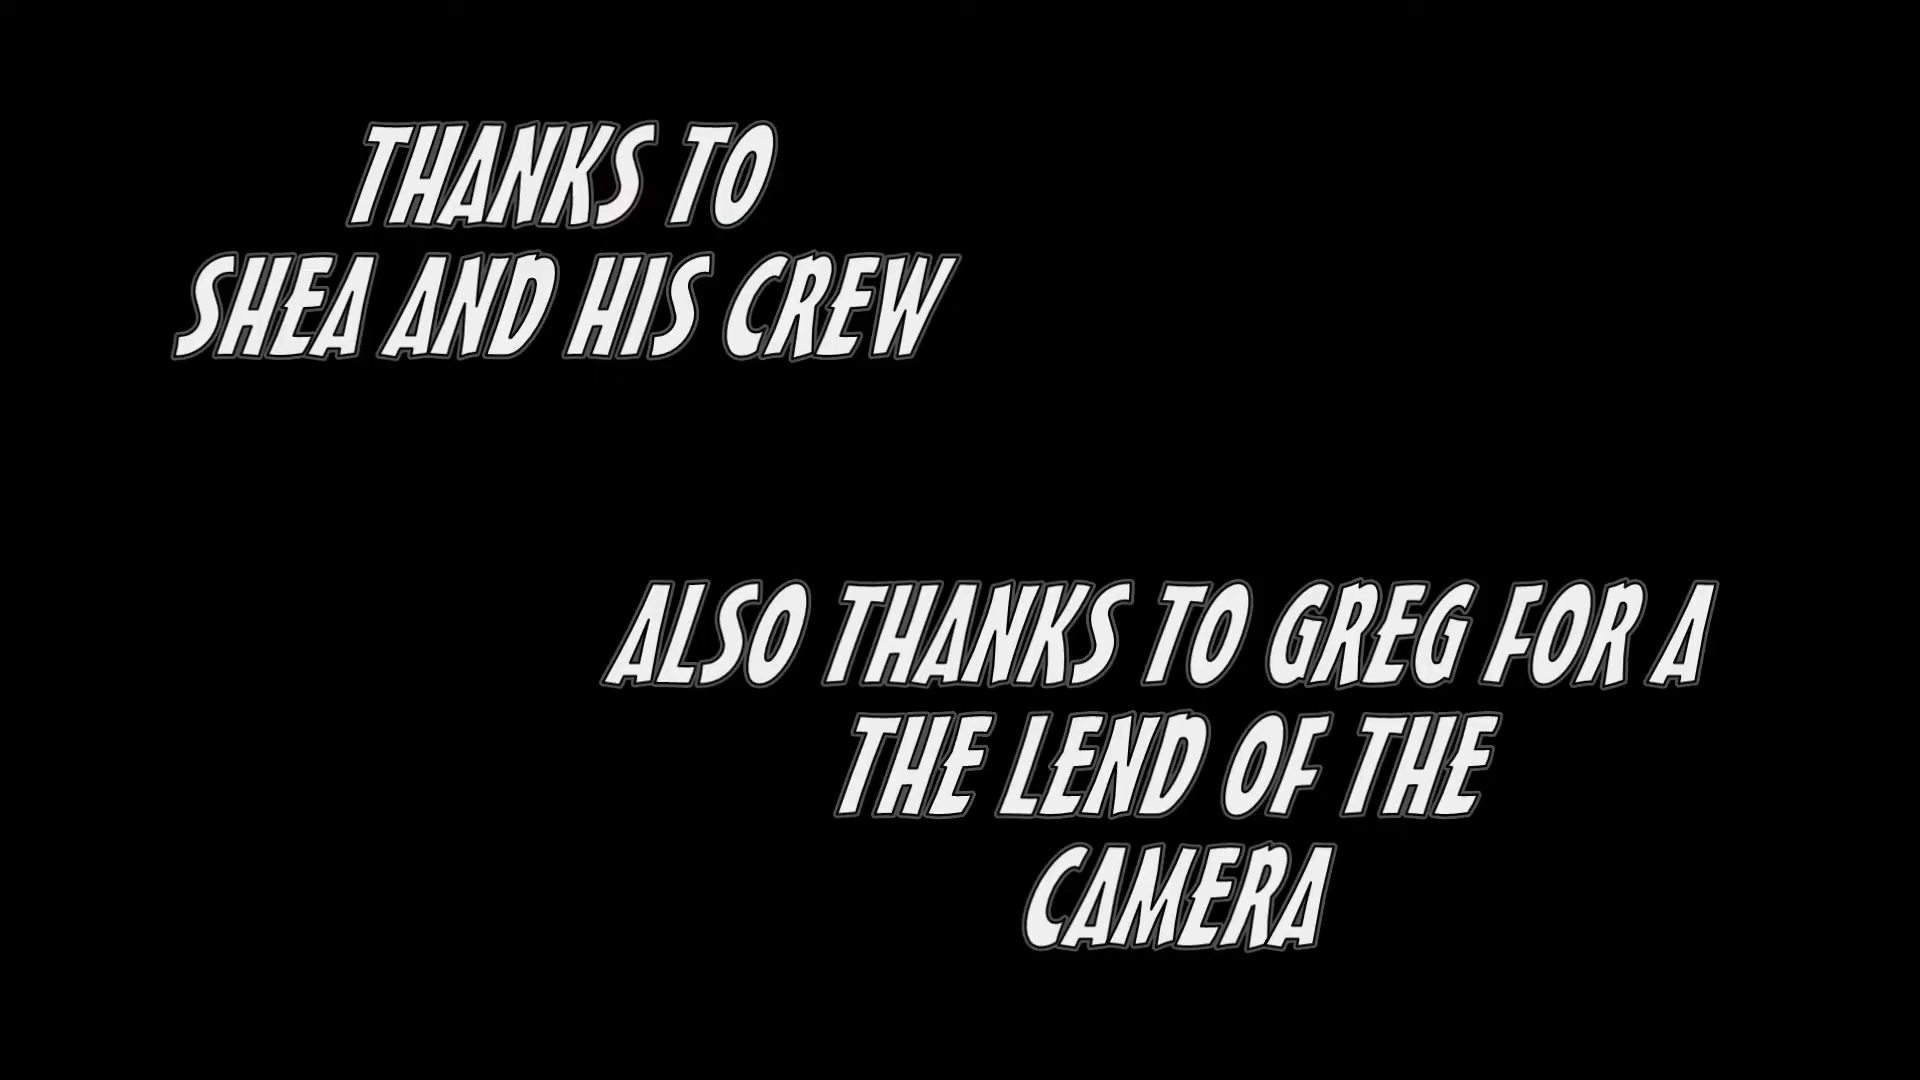 THANKS TO
SHEA AND HIS CREW
ALSO THANKS TO GREG FOR A
THE LEND OF THE
CAMERA